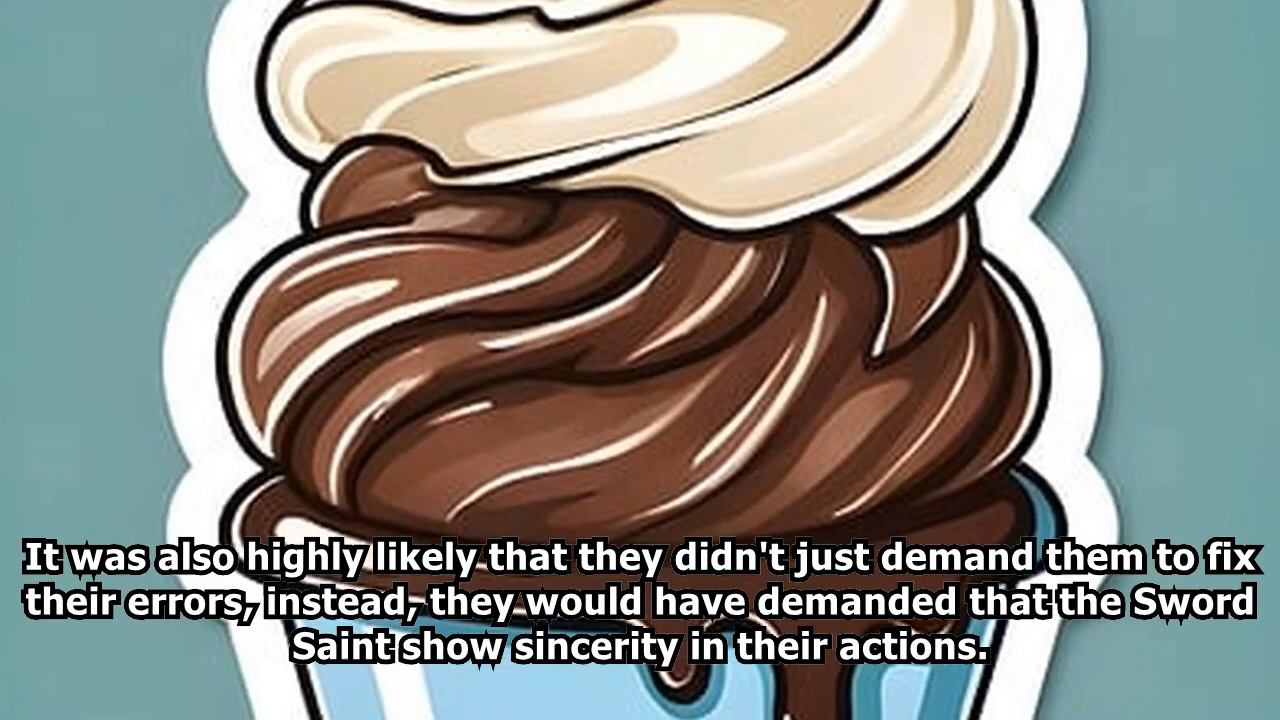 It was also highly likely that they didn't just demand them to fix
their errors, instead, they would have demanded that the Sword
Saint show sincerity in their actions.